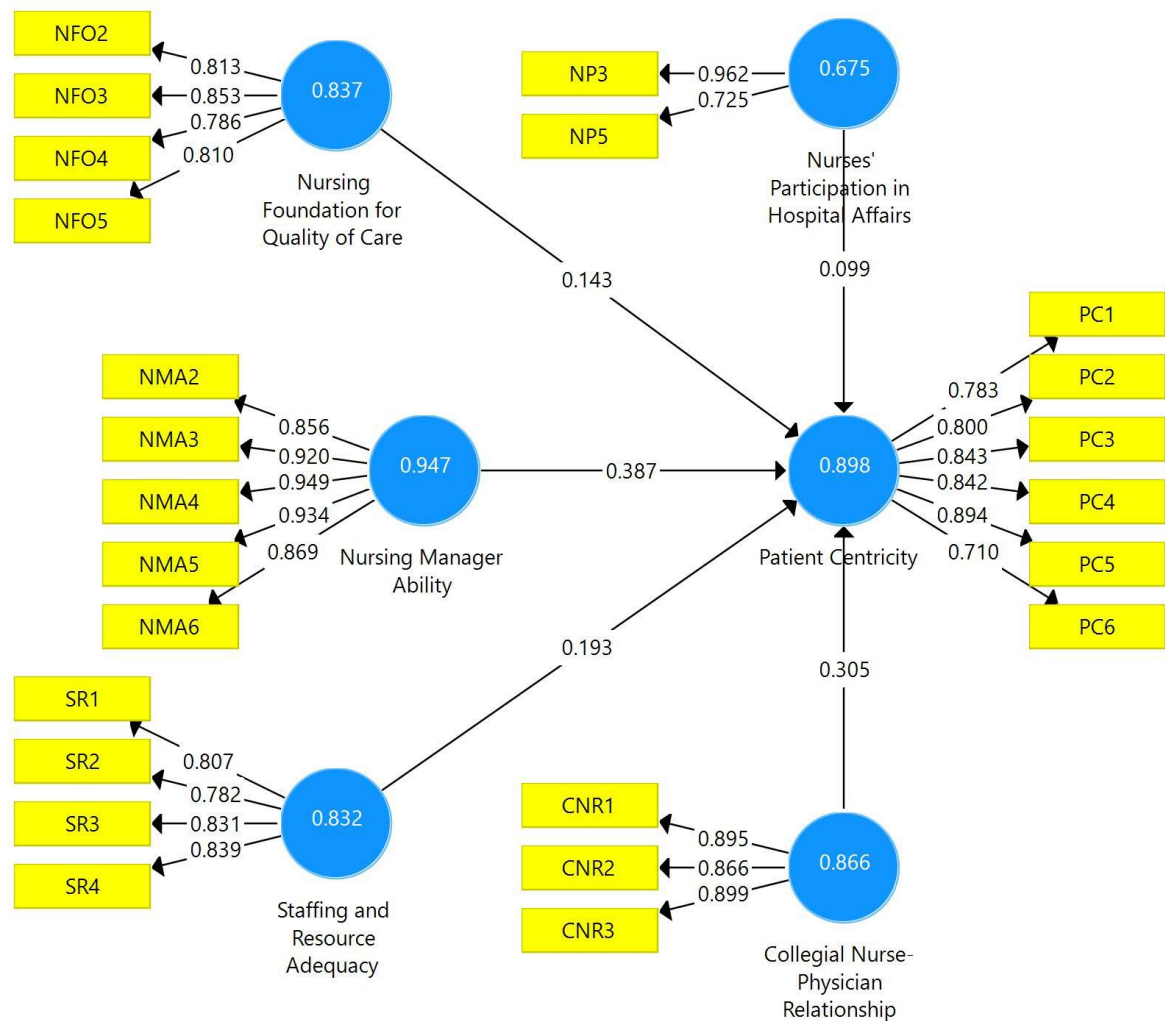 NFO2
NFO3
NFO4
NFO5
0.813
0.853
0.786
0.810
0.837
Nursing
Foundation for
Quality of Care
NP3
NP5
0.962
0.725
0.675
Nurses'
Participation in
Hospital Affairs
0.143
0.099
NMA2
NMA3
NMA4
NMA5
NMA6
0.856
0.920
0.949
0.934
0.869
0.947
Nursing Manager
Ability
0.387
0.898
Patient Centricity
0.783
0.800
0.843
0.842
0.894
0.710
PC1
PC2
PC3
PC4
PC5
PC6
0.193
0.305
SR1
SR2
SR3
SR4
0.807
0.782
0.831
0.839
0.832
Staffing and
Resource
Adequacy
CNR1
CNR2
CNR3
0.895
0.866
0.899
0.866
Collegial Nurse-
Physician
Relationship